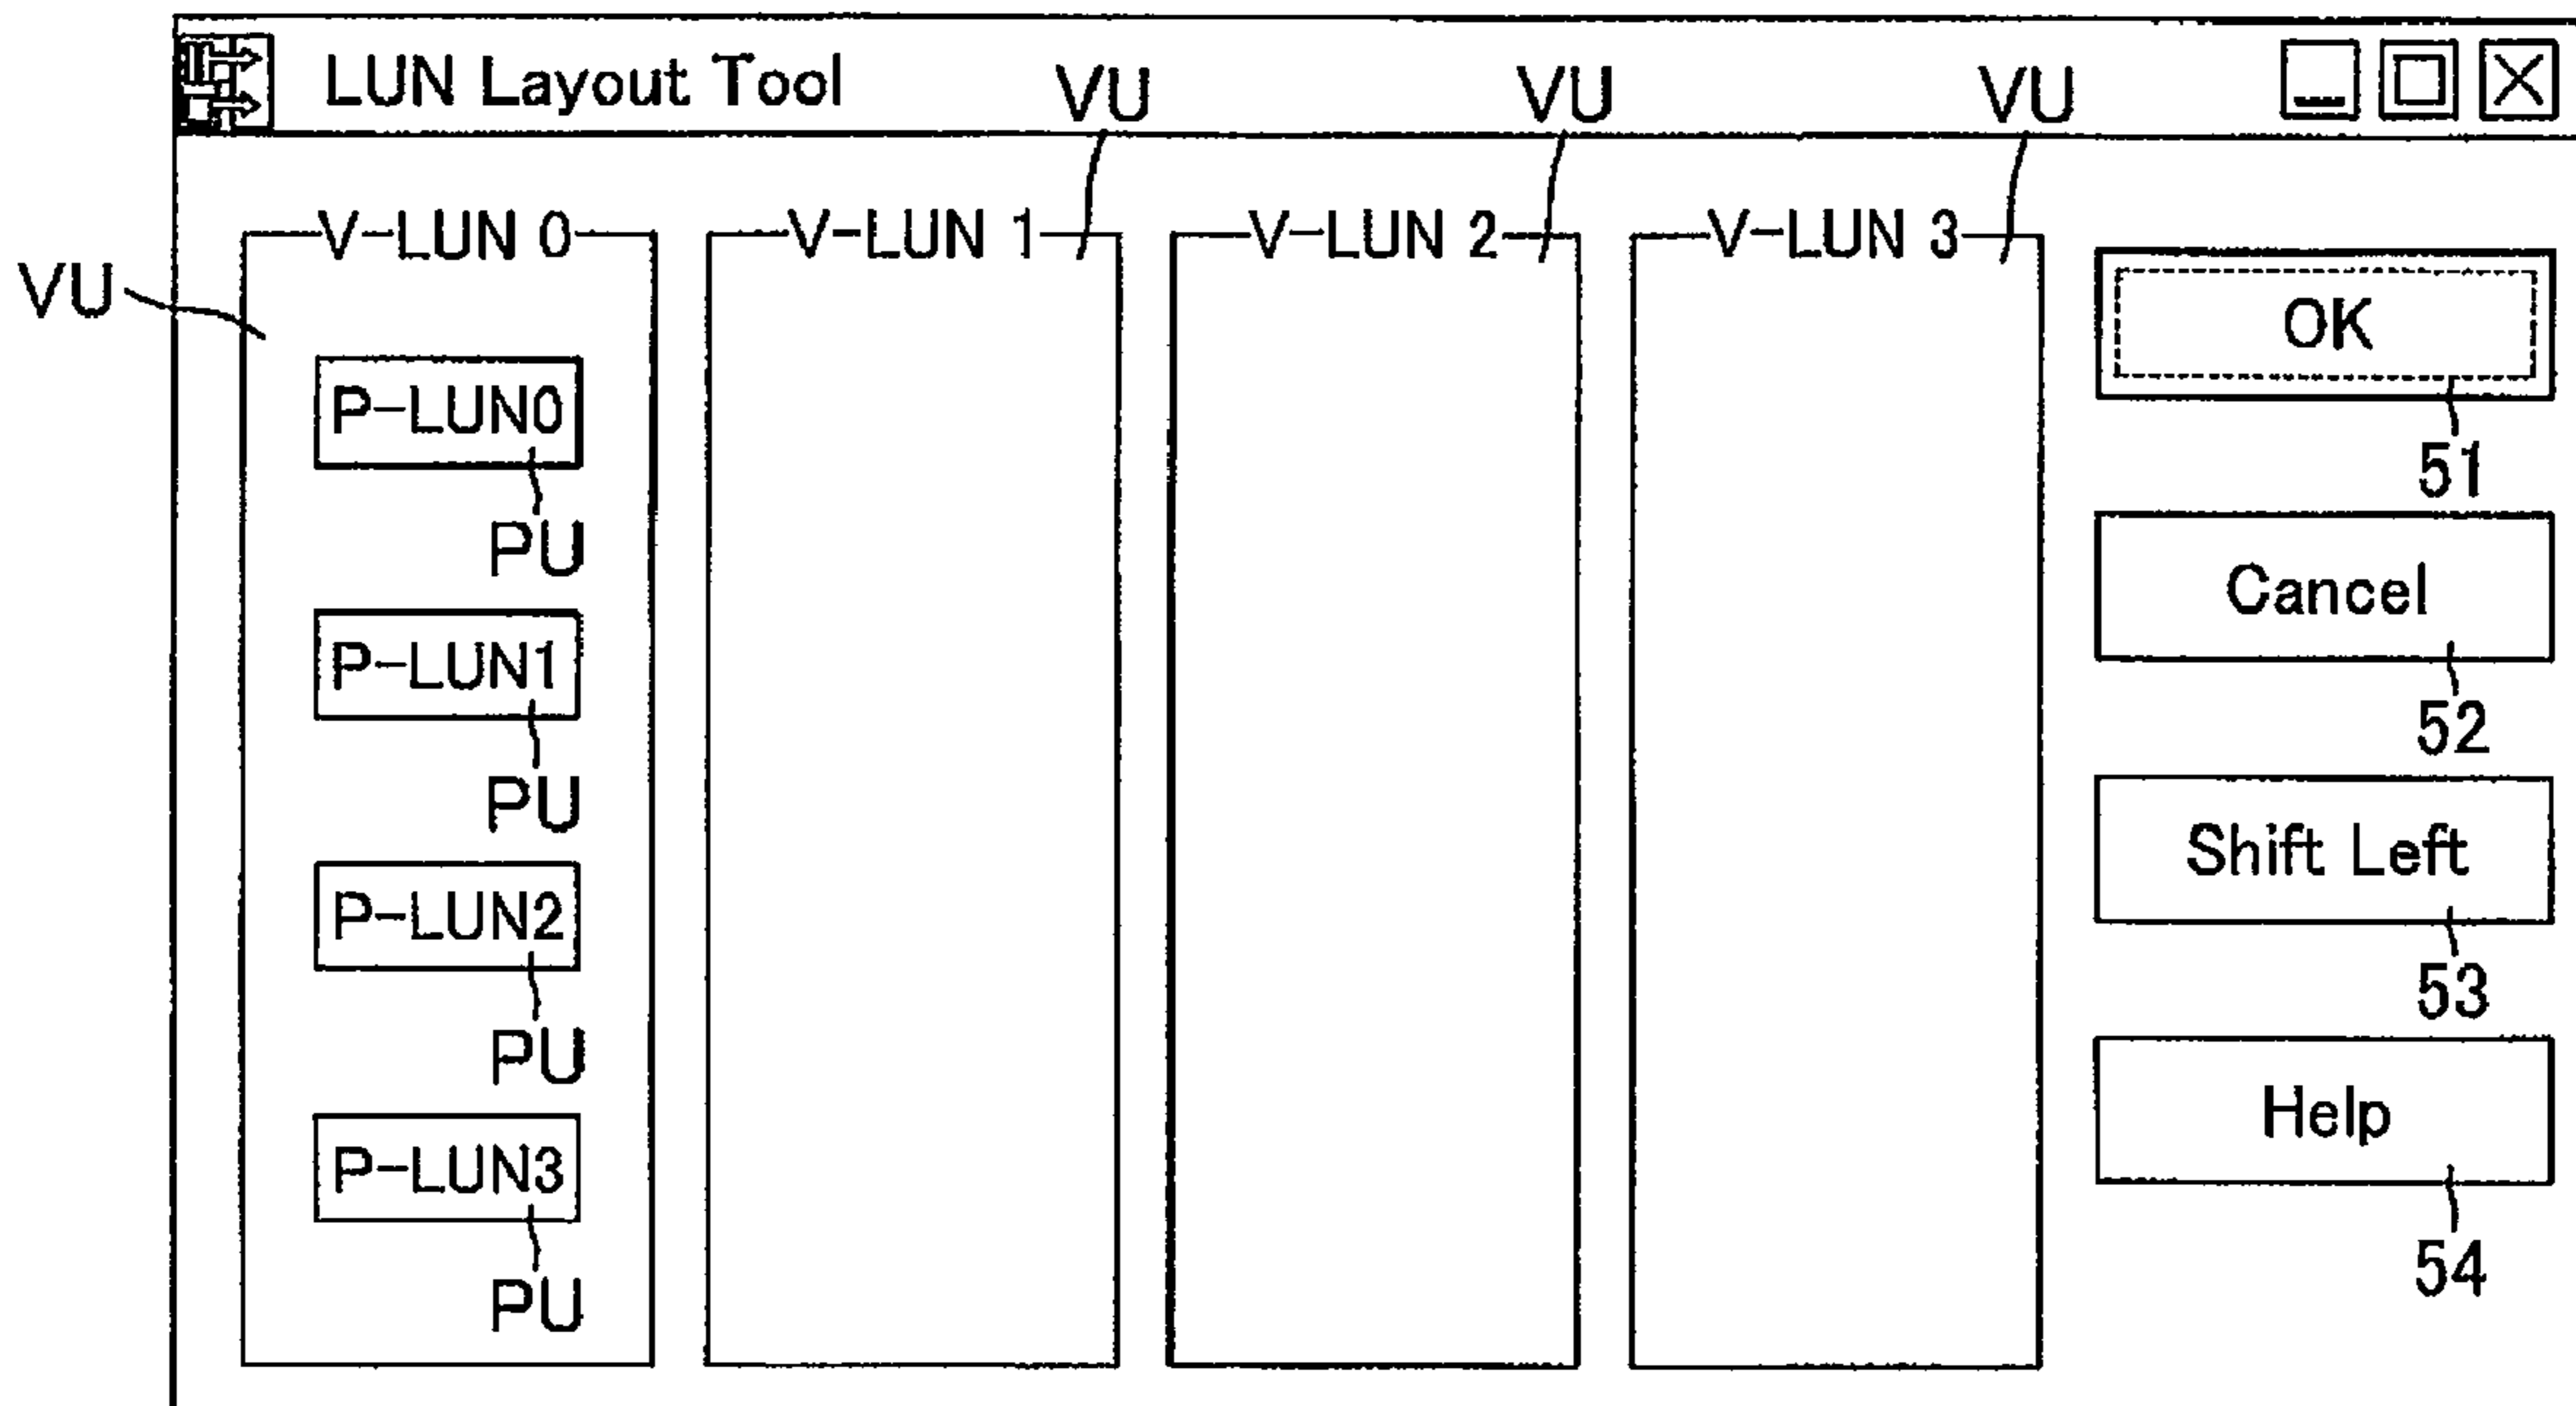 LUN Layout Tool
VU VU VU
V-LUN 0 V-LUN 1 V-LUN 2 V-LUN 3
VU
OK
51
P-LUN0
PU
Cancel
52
P-LUN1
PU
Shift Left
53
P-LUN2
PU
Help
54
P-LUN3
PU